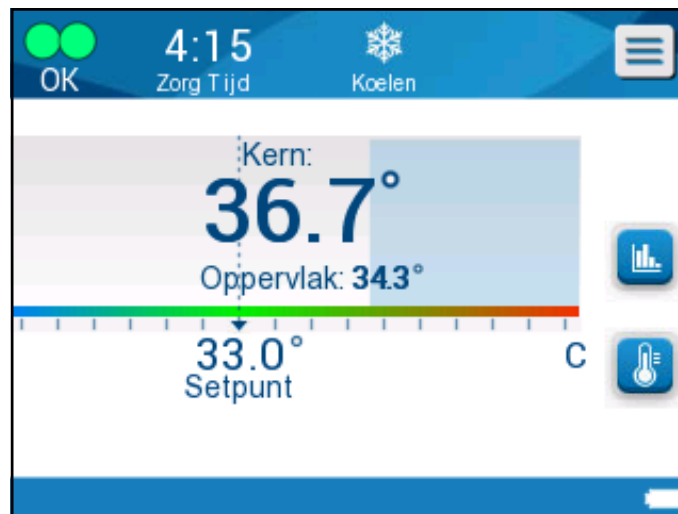 4:15
OK
Zorg Tijd
Koelen
Kern:
36.7°
Oppervlak: 34.3°
33.0°
C
Setpunt